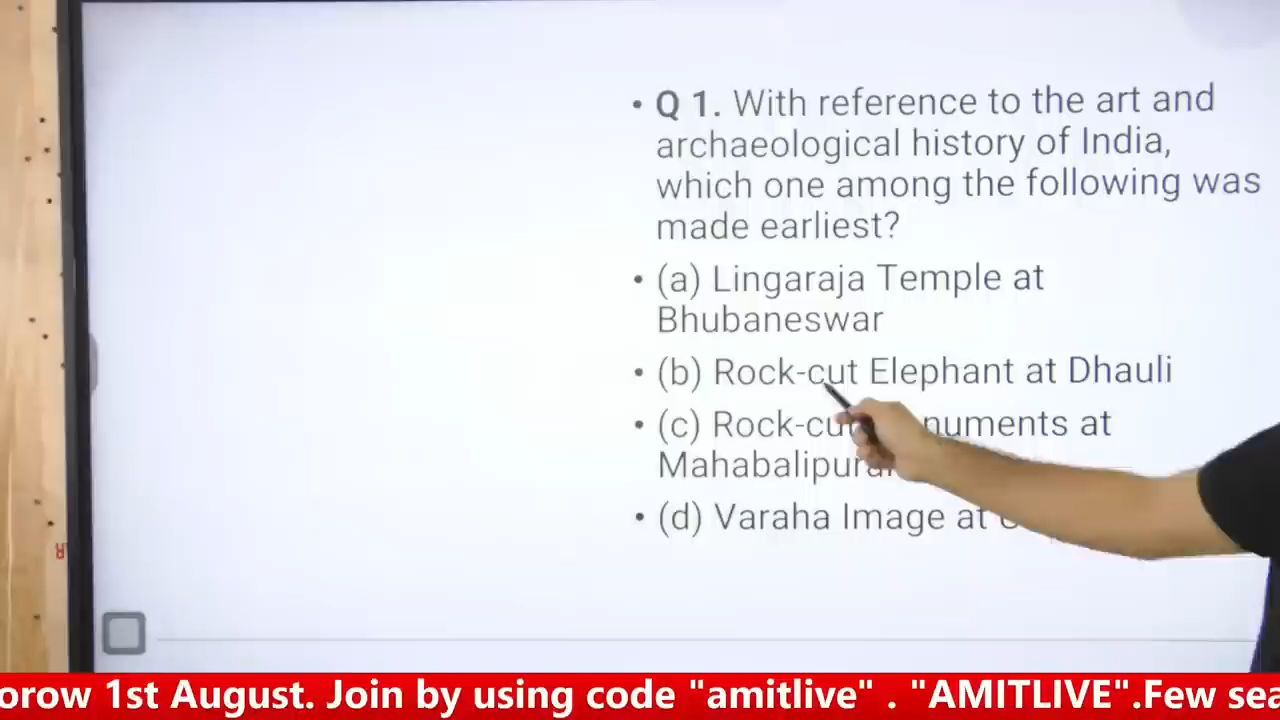 • Q 1. With reference to the art and
archaeological history of India,
which one among the following was
made earliest?
• (a) Lingaraja Temple at
Bhubaneswar
• (b) Rock-cut Elephant at Dhauli
• (c) Rock-cut numents at
Mahabalipura
• (d) Varaha Image at
orow 1st August. Join by using code "amitlive" . "AMITLIVE".Few sea